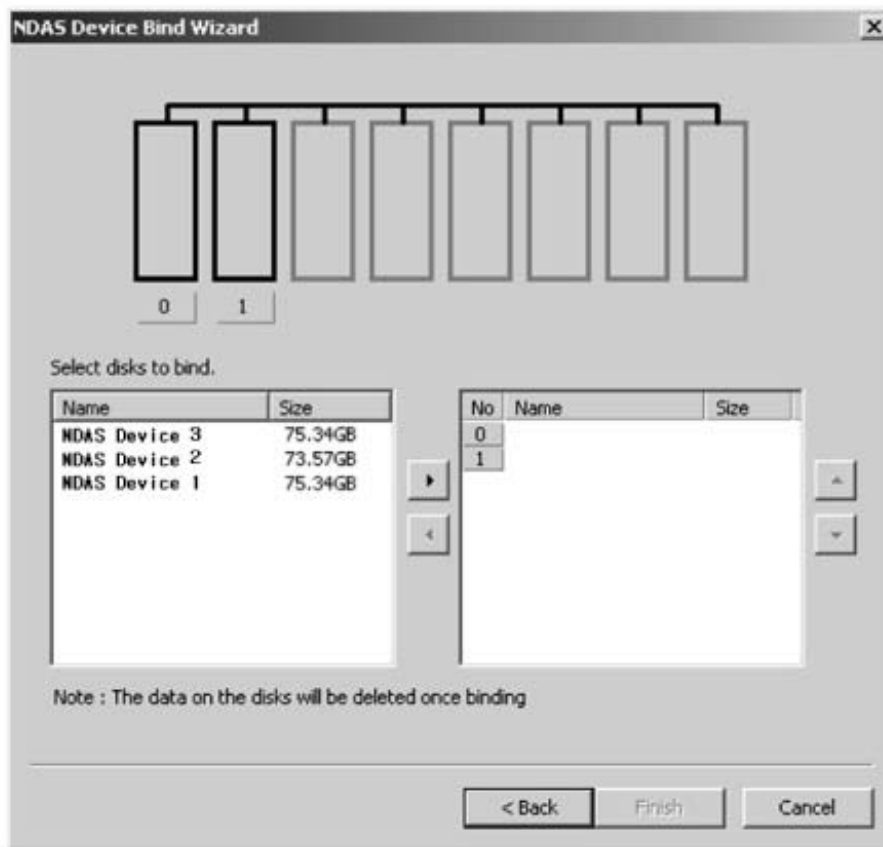 NDAS Device Bind Wizard
0 1
Select disks to bind.
Name Size
NDAS Device 3 75.34GB
NDAS Device 2 73.57GB
NDAS Device 1 75.34GB
No Name Size
0
1
Note : The data on the disks will be deleted once binding
< Back Finish Cancel